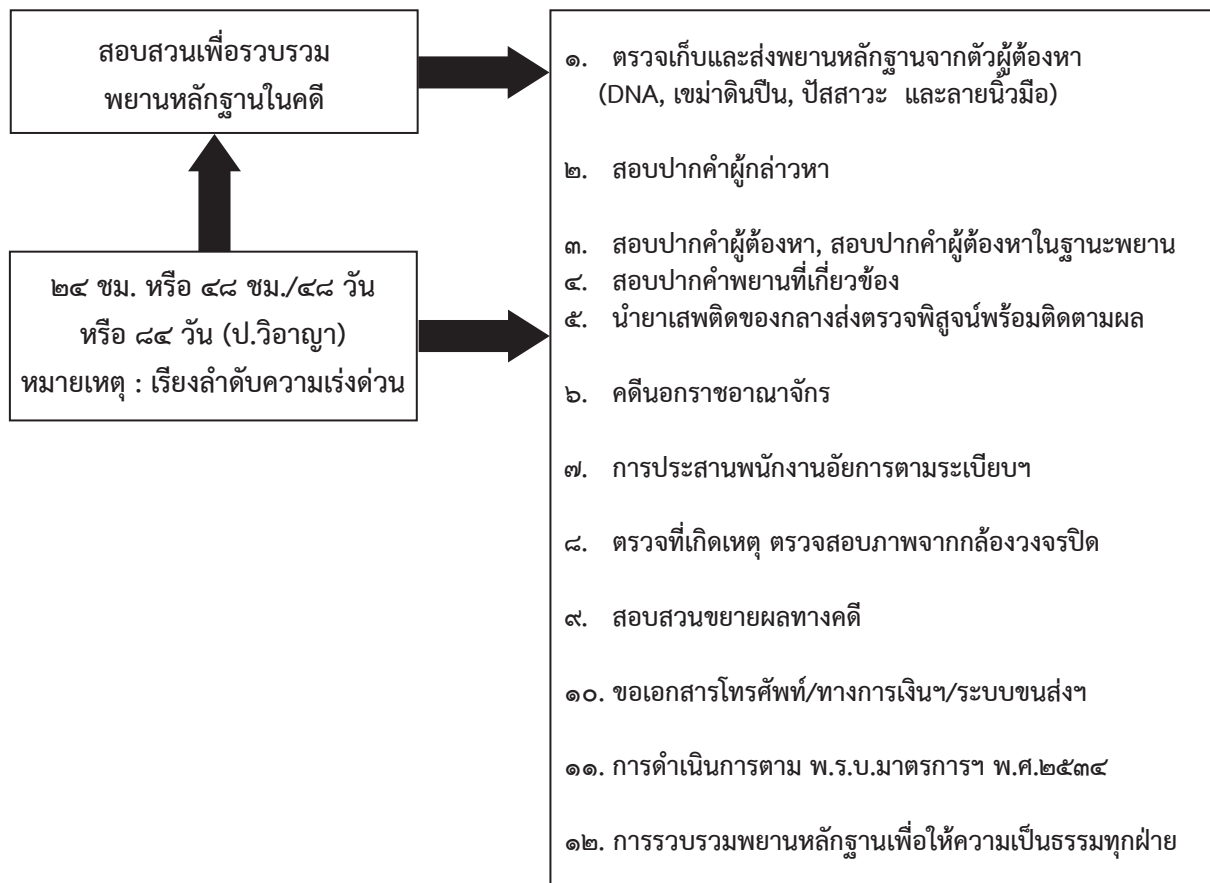 สอบสวนเพื่อรวบรวม
พยานหลักฐานในคดี
๒๔ ชม. หรือ ๔๘ ชม./๔๘ วัน
หรือ ๘๔ วัน (ป.วิอาญา)
หมายเหตุ : เรียงลำดับความเร่งด่วน
๑. ตรวจเก็บและส่งพยานหลักฐานจากตัวผู้ต้องหา
(DNA, เขม่าดินปืน, ปัสสาวะ และลายนิ้วมือ)
๒. สอบปากคำผู้กล่าวหา
๓. สอบปากคำผู้ต้องหา, สอบปากคำผู้ต้องหาในฐานะพยาน
๔. สอบปากคำพยานที่เกี่ยวข้อง
๕. นำยาเสพติดของกลางส่งตรวจพิสูจน์พร้อมติดตามผล
๖. คดีนอกราชอาณาจักร
๗. การประสานพนักงานอัยการตามระเบียบฯ
๘. ตรวจที่เกิดเหตุ ตรวจสอบภาพจากกล้องวงจรปิด
๙. สอบสวนขยายผลทางคดี
๑๐. ขอเอกสารโทรศัพท์/ทางการเงินฯ/ระบบขนส่งฯ
๑๑. การดำเนินการตาม พ.ร.บ.มาตรการฯ พ.ศ.๒๕๓๔
๑๒. การรวบรวมพยานหลักฐานเพื่อให้ความเป็นธรรมทุกฝ่าย